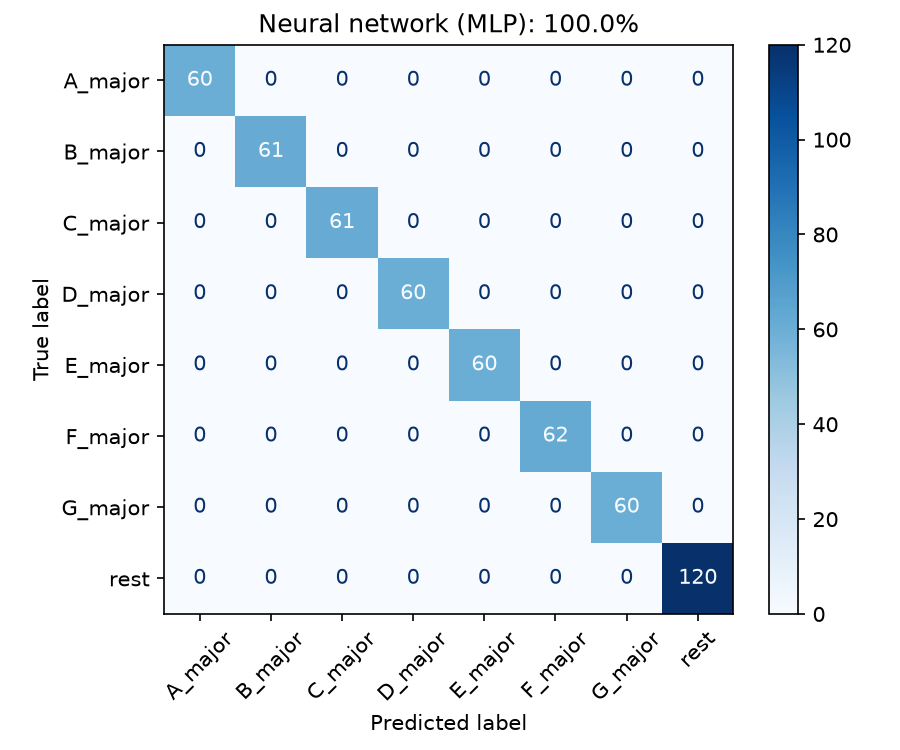 Neural network (MLP): 100.0%
A_major 60 0 0 0 0 0 0 0
B_major 0 61 0 0 0 0 0 0
C_major 0 0 61 0 0 0 0 0
D_major 0 0 0 60 0 0 0 0
E_major 0 0 0 0 60 0 0 0
F_major 0 0 0 0 0 62 0 0
G_major 0 0 0 0 0 0 60 0
rest 0 0 0 0 0 0 0 120
True label
A_major B_major C_major D_major E_major F_major G_major rest
Predicted label
120
100
80
60
40
20
0